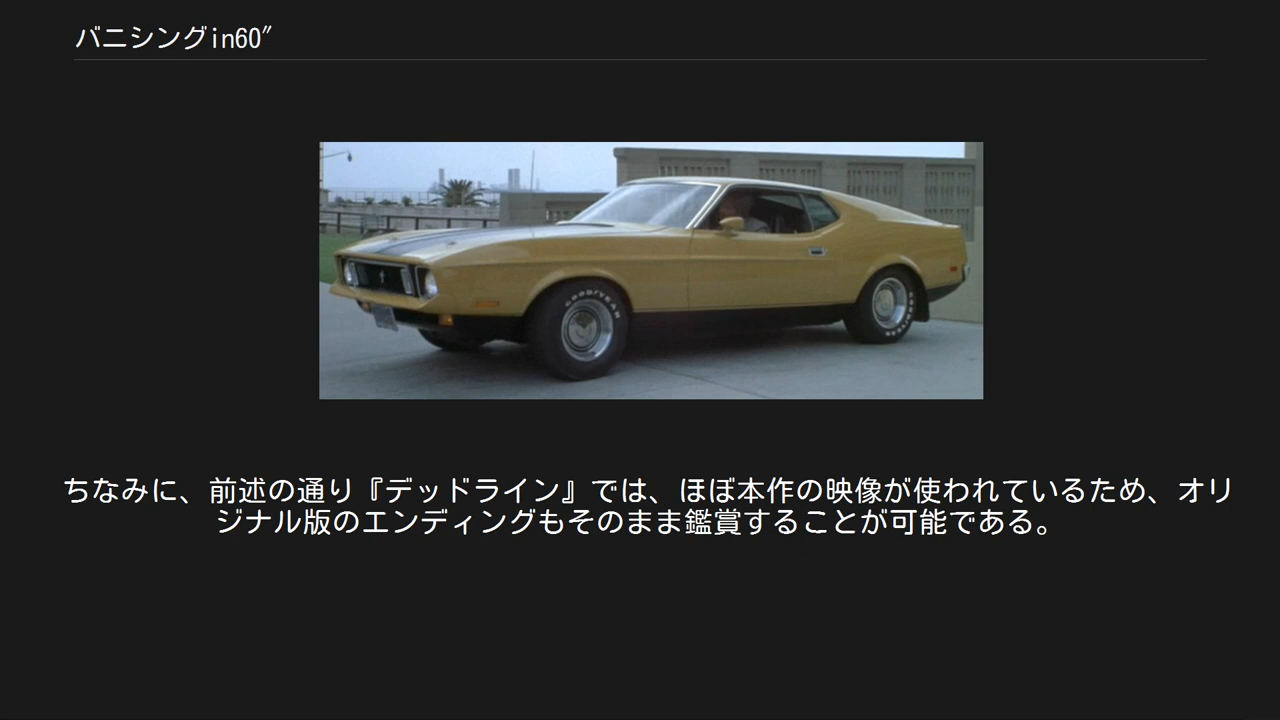 バニシングin60″
GOODYEAR
GOODYEAR
ちなみに、前述の通り『デッドライン』では、ほぼ本作の映像が使われているため、オリ
ジナル版のエンディングもそのまま鑑賞することが可能である。